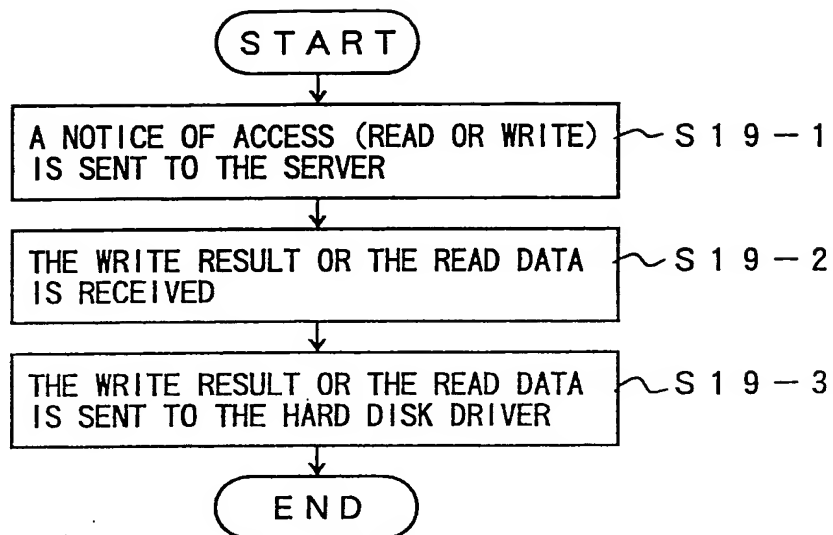 START
A NOTICE OF ACCESS (READ OR WRITE)
IS SENT TO THE SERVER
S19-1
THE WRITE RESULT OR THE READ DATA
IS RECEIVED
S19-2
THE WRITE RESULT OR THE READ DATA
IS SENT TO THE HARD DISK DRIVER
S19-3
END